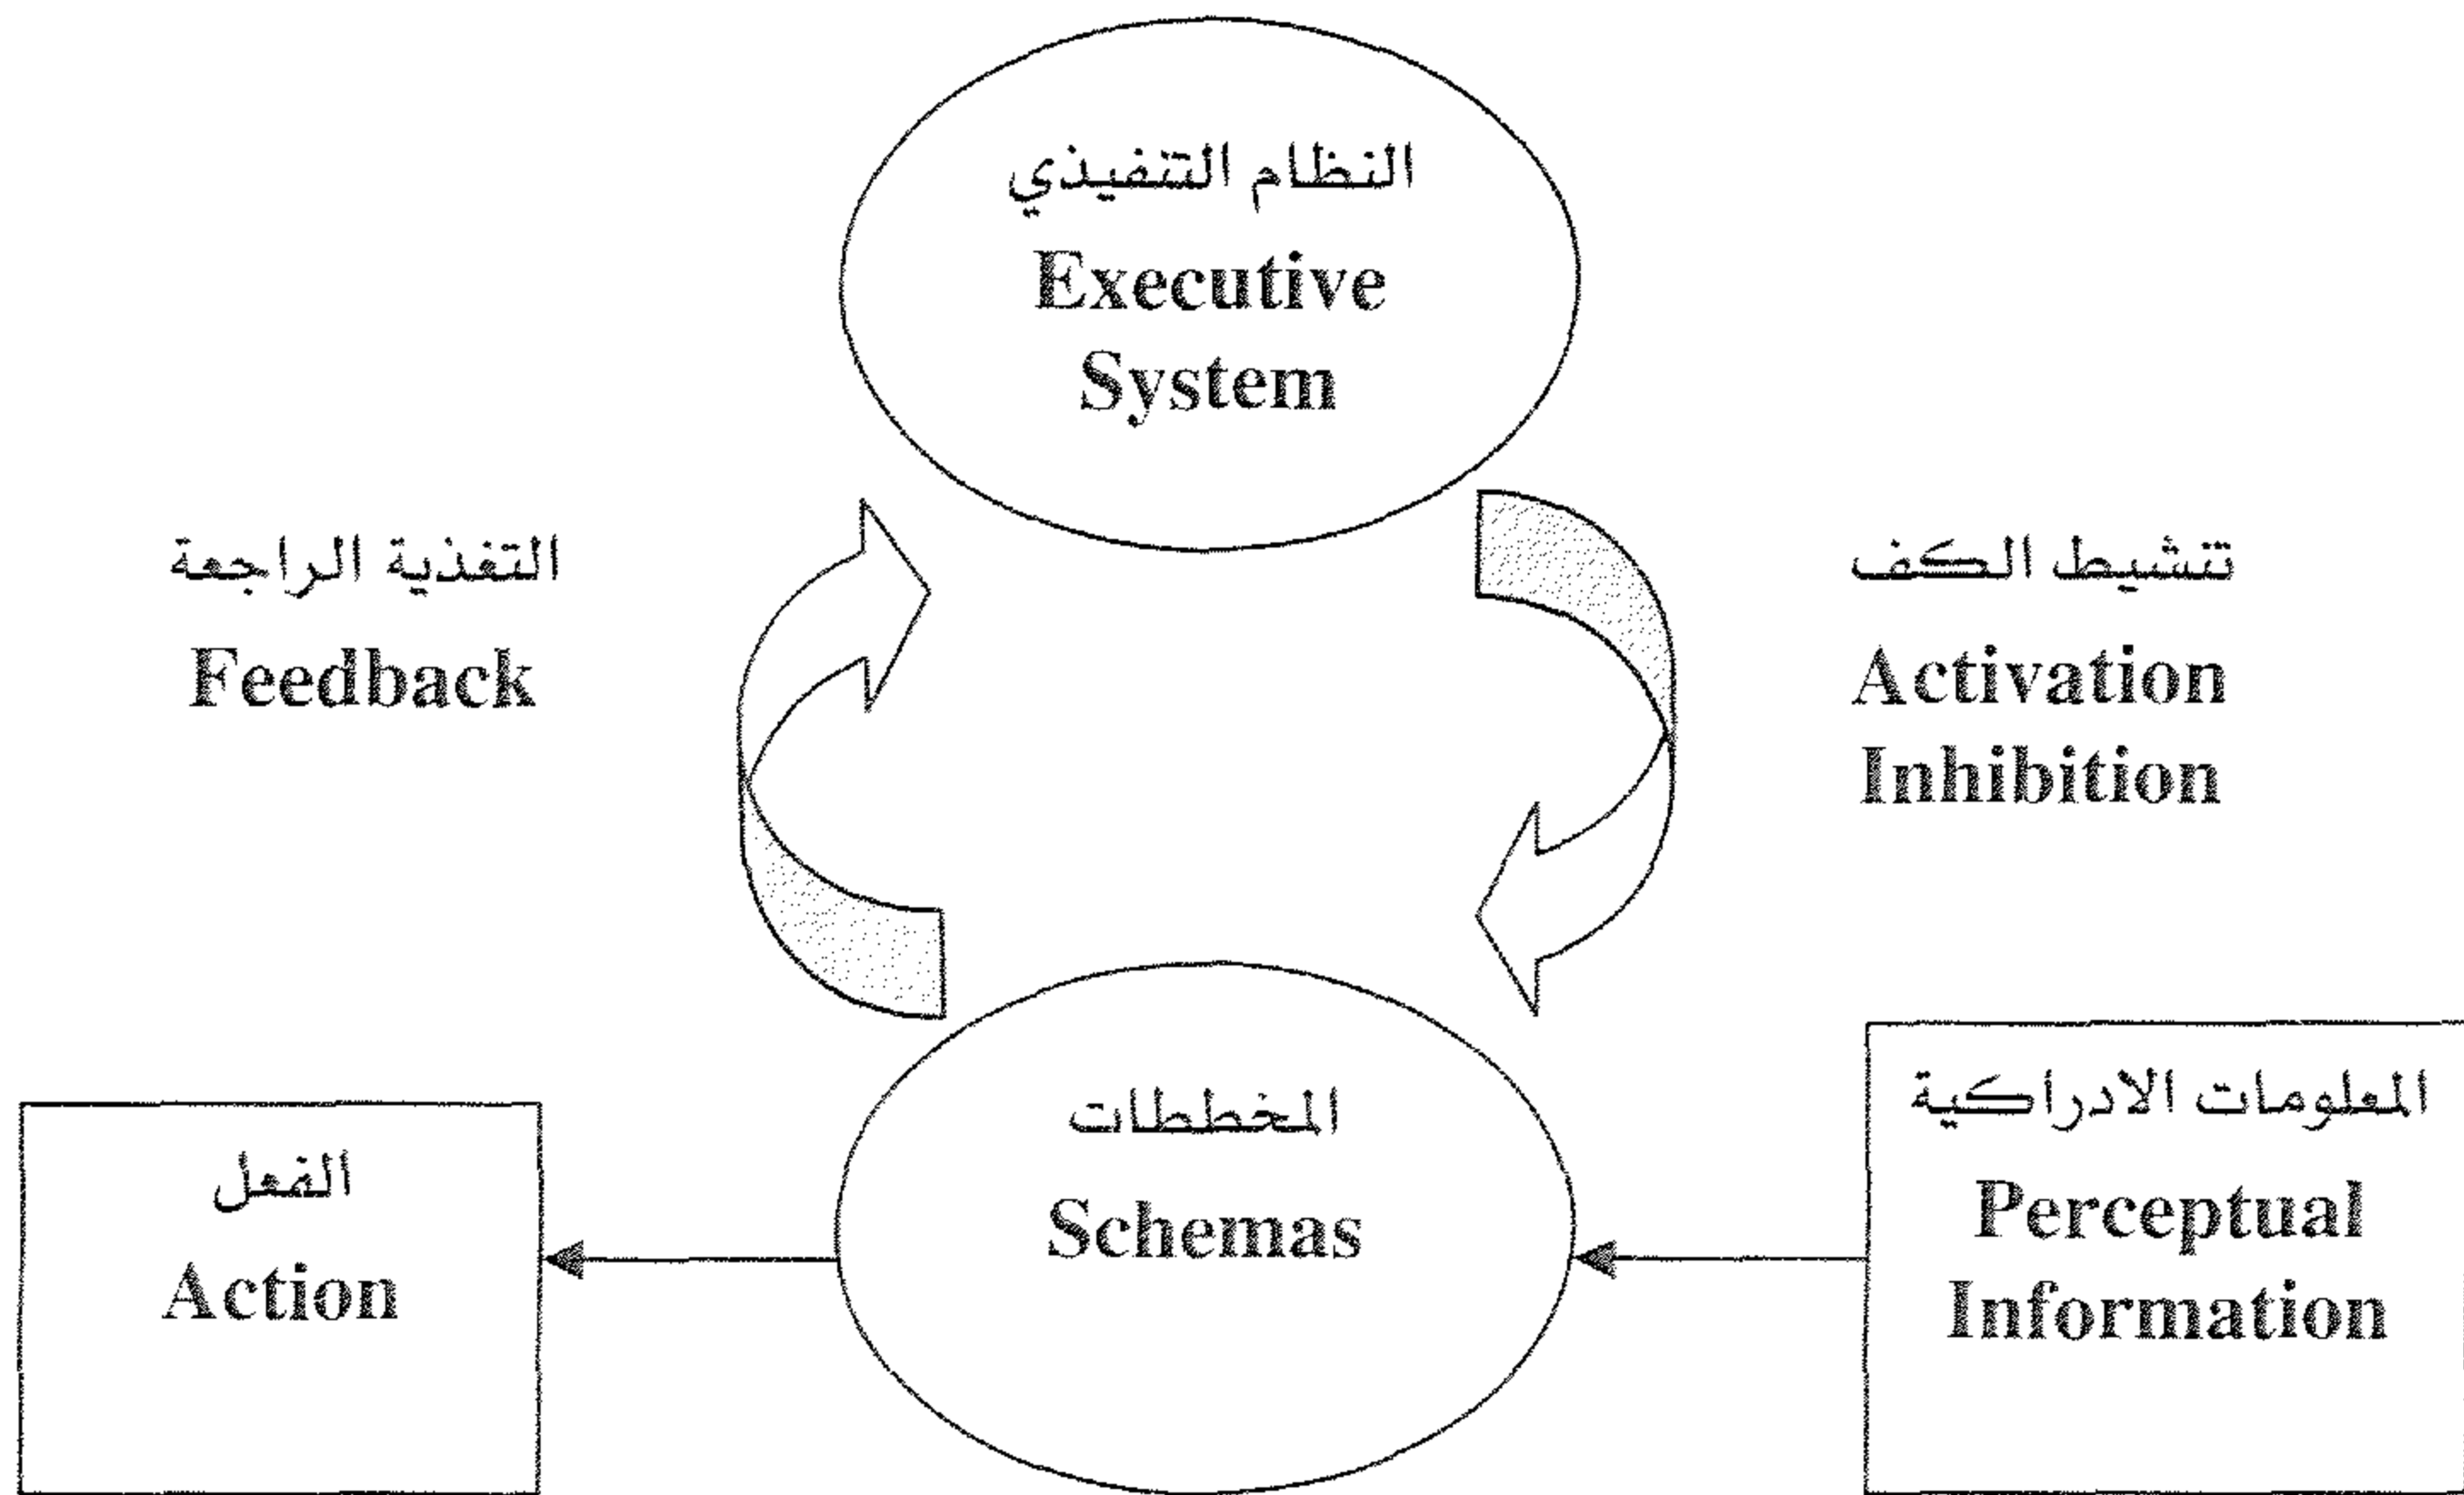 النظام التنفيذي
Executive
System
تنشيط الكف
Activation
Inhibition
التغذية الراجعة
Feedback
المعلومات الادراكية
Perceptual
Information
المخططات
Schemas
الفعل
Action